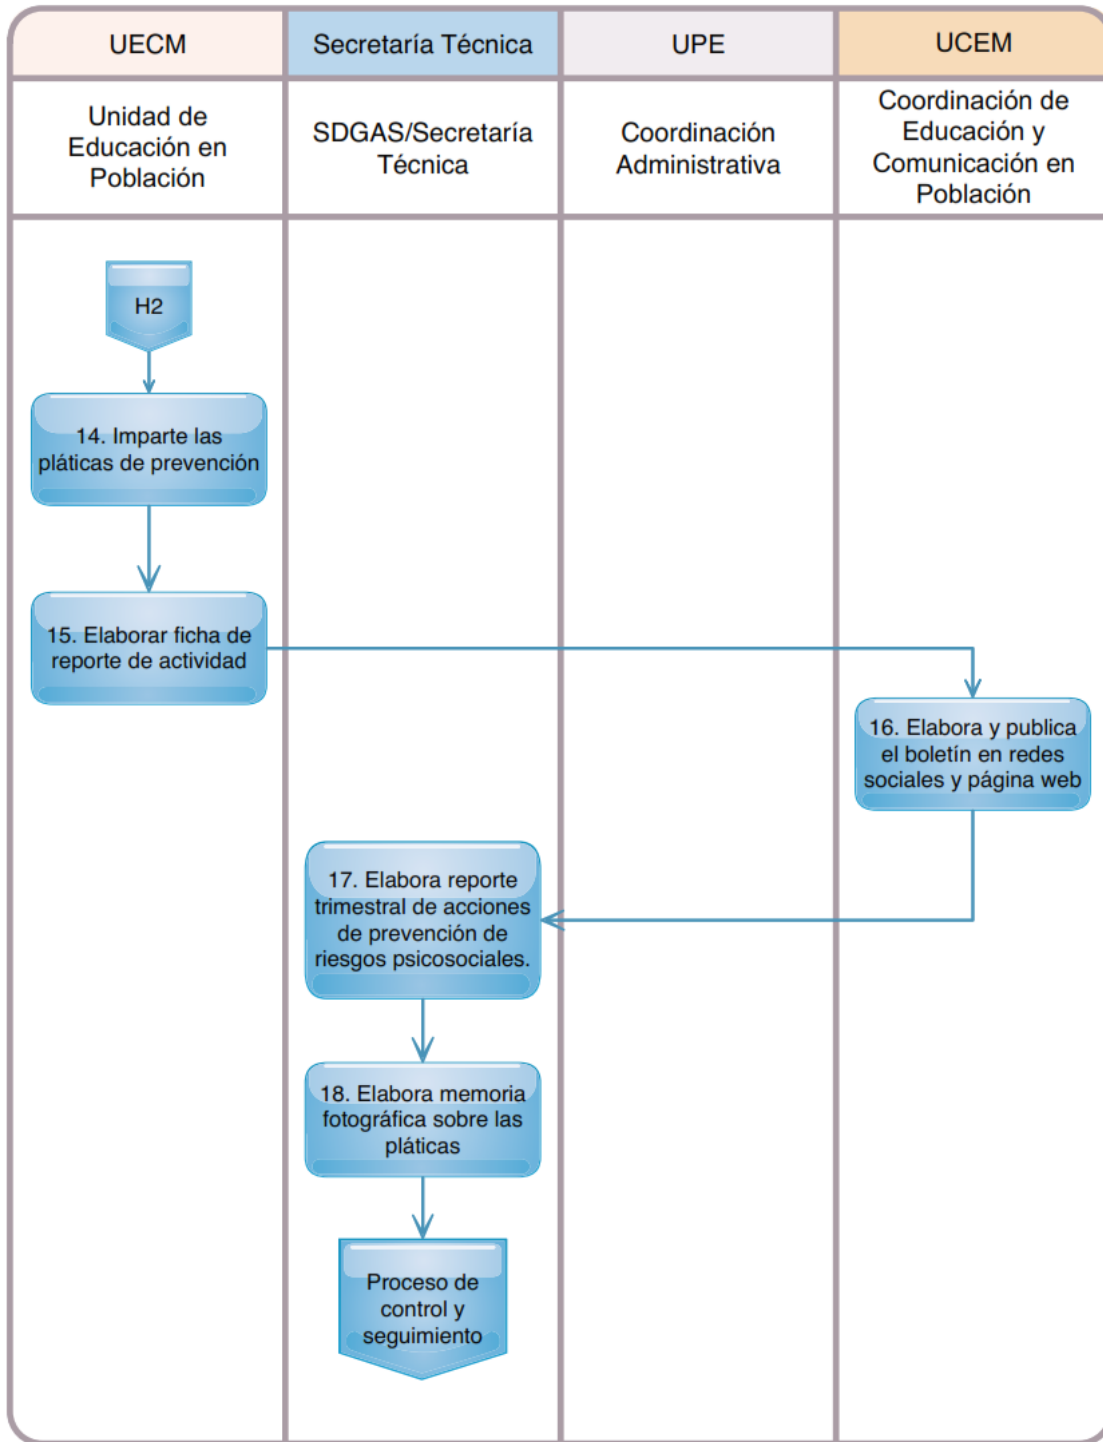 UECM
Secretaría Técnica
UPE
UCEM
Unidad de
Educación en
Población
SDGAS/Secretaría
Técnica
Coordinación
Administrativa
Coordinación de
Educación y
Comunicación en
Población
H2
14. Imparte las
pláticas de prevención
15. Elaborar ficha de
reporte de actividad
16. Elabora y publica
el boletín en redes
sociales y página web
17. Elabora reporte
trimestral de acciones
de prevención de
riesgos psicosociales.
18. Elabora memoria
fotográfica sobre las
pláticas
Proceso de
control y
seguimiento